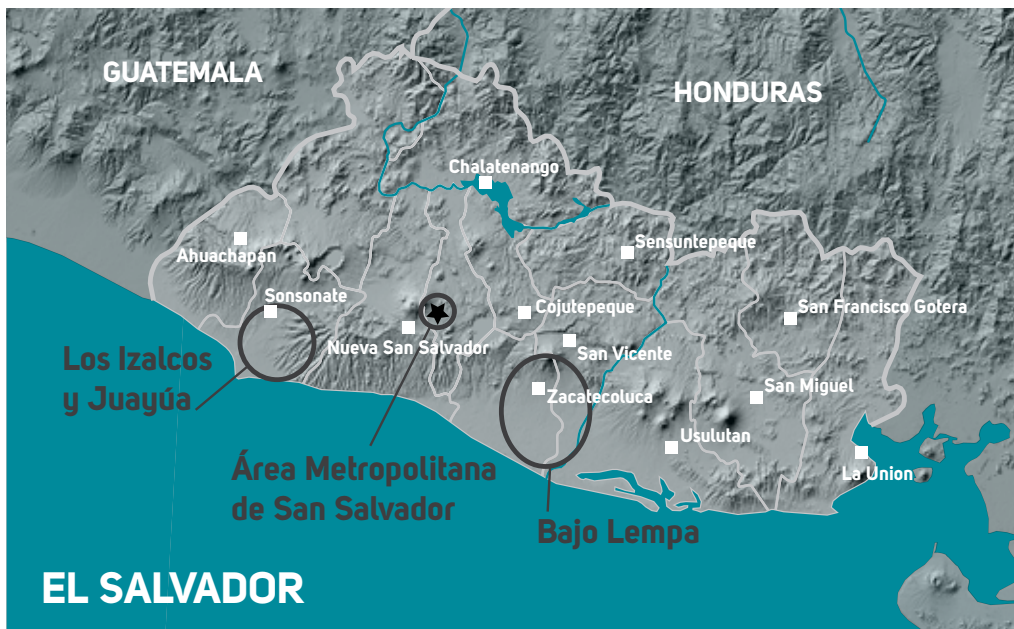 GUATEMALA
HONDURAS
Chalatenango
Ahuachapán
Sensuntepeque
Sonsonate
Cojutepeque
San Francisco Gotera
Nueva San Salvador
San Vicente
Los Izalcos
y Juayúa
Zacatecoluca
San Miguel
Usulutan
Área Metropolitana
de San Salvador
La Union
Bajo Lempa
EL SALVADOR